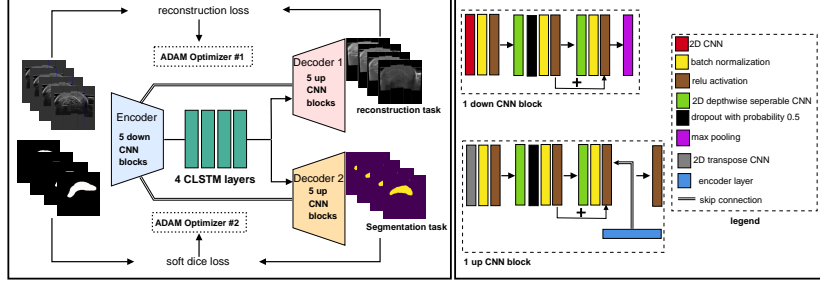 reconstruction loss
ADAM Optimizer #1
Decoder 1
5 up
CNN
blocks
reconstruction task
Encoder
5 down
CNN
blocks
4 CLSTM layers
Decoder 2
5 up
CNN
blocks
Segmentation task
ADAM Optimizer #2
soft dice loss
+
1 down CNN block
+
1 up CNN block
2D CNN
batch normalization
relu activation
2D depthwise seperable CNN
dropout with probability 0.5
max pooling
2D transpose CNN
encoder layer
skip connection
legend